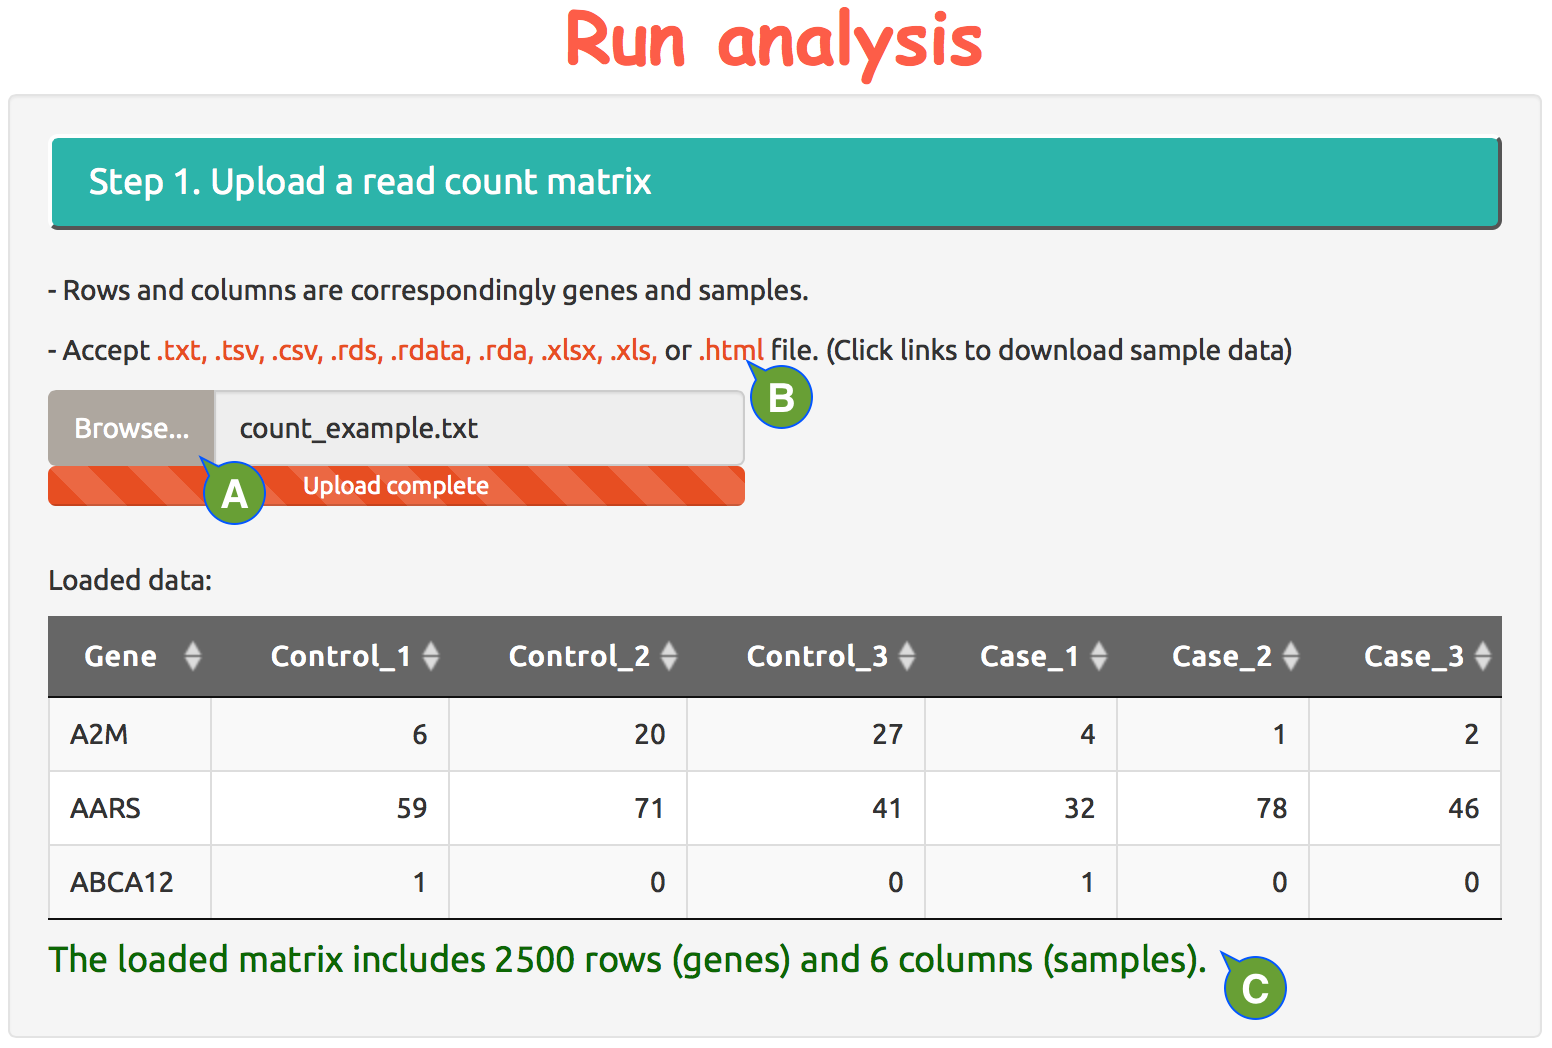 Run analysis
Step 1. Upload a read count matrix
- Rows and columns are correspondingly genes and samples.
- Accept .txt, .tsv, .csv, .rds, .rdata, .rda, .xlsx, .xls, or .html file. (Click links to download sample data)
B
Browse... count_example.txt
Upload complete
A
Loaded data:
Gene Control_1 Control_2 Control_3 Case_1 Case_2 Case_3
A2M 6 20 27 4 1 2
AARS 59 71 41 32 78 46
ABCA12 1 0 0 1 0 0
The loaded matrix includes 2500 rows (genes) and 6 columns (samples).
C